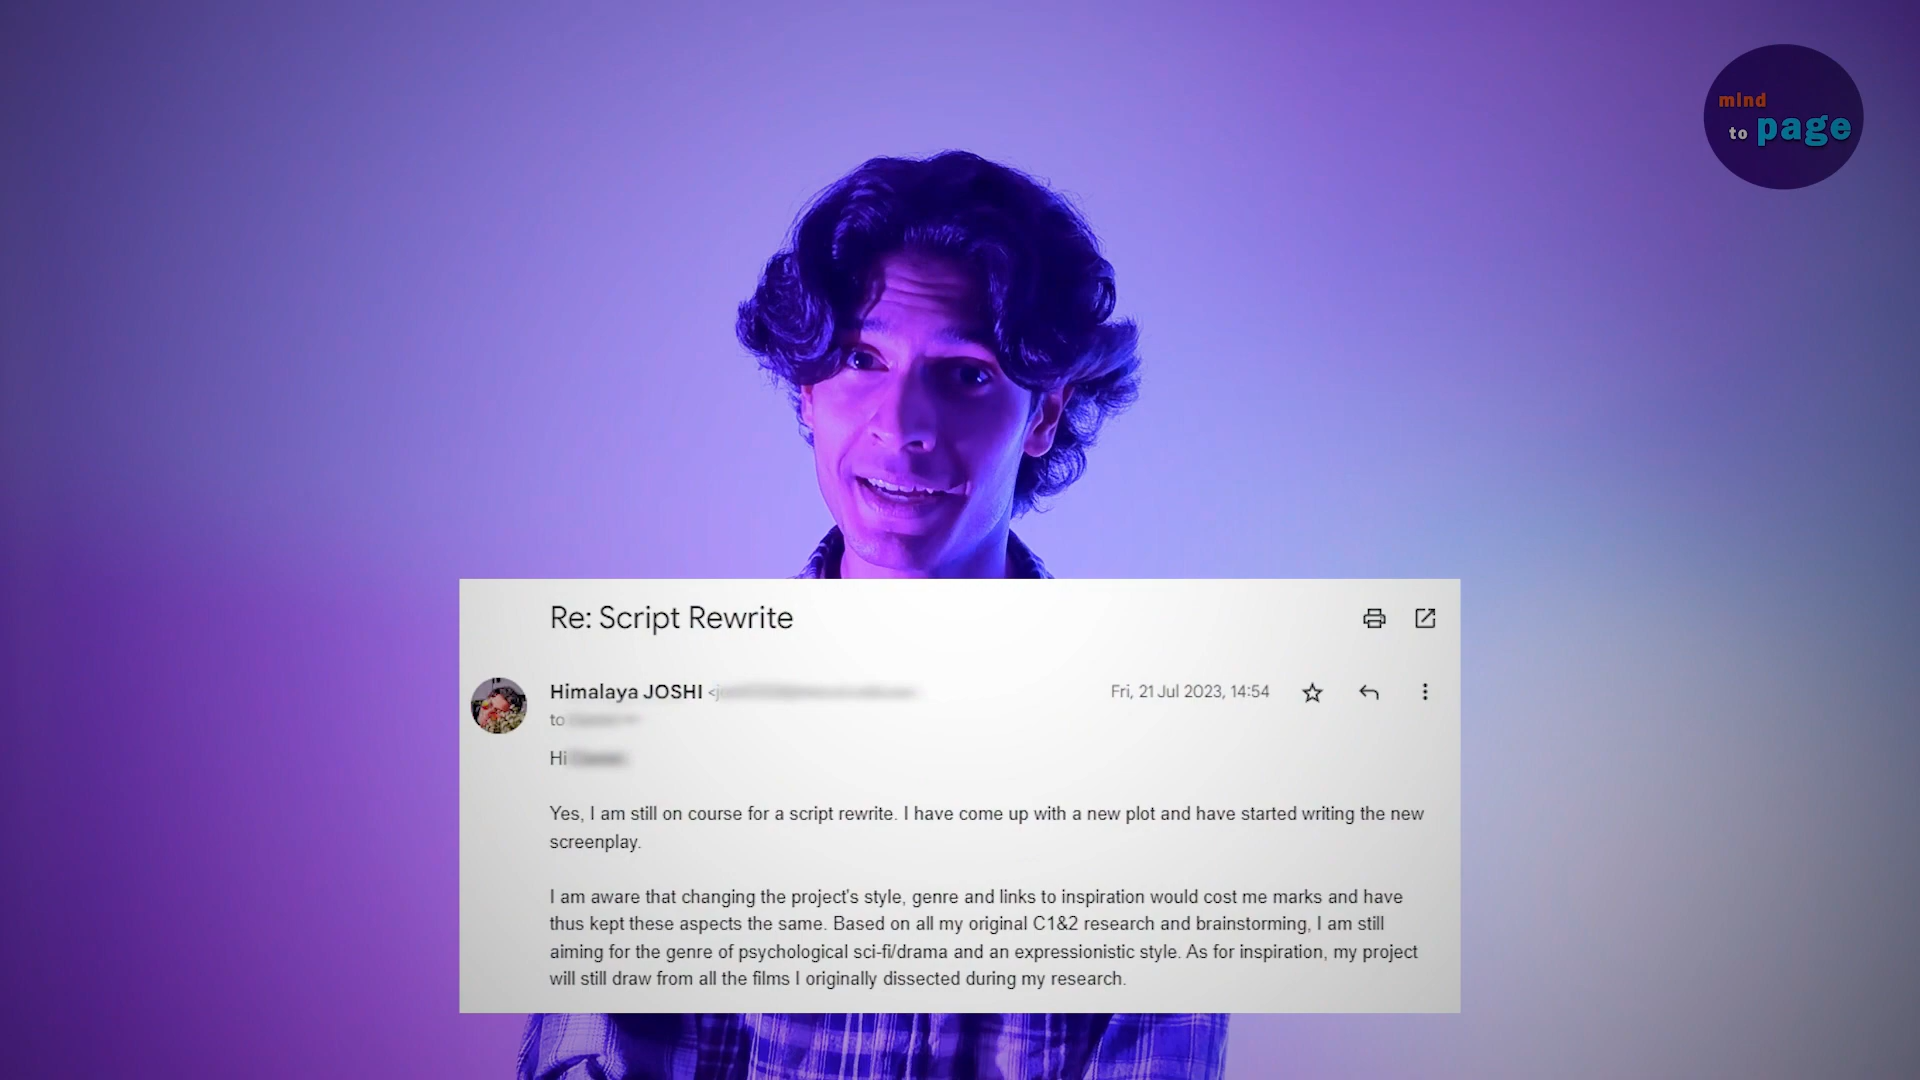 mind
to page
Re: Script Rewrite
Himalaya JOSHI <j
Fri, 21 Jul 2023, 14:54
to
Hi
Yes, I am still on course for a script rewrite. I have come up with a new plot and have started writing the new
screenplay.
I am aware that changing the project's style, genre and links to inspiration would cost me marks and have
thus kept these aspects the same. Based on all my original C1&2 research and brainstorming, I am still
aiming for the genre of psychological sci-fi/drama and an expressionistic style. As for inspiration, my project
will still draw from all the films I originally dissected during my research.